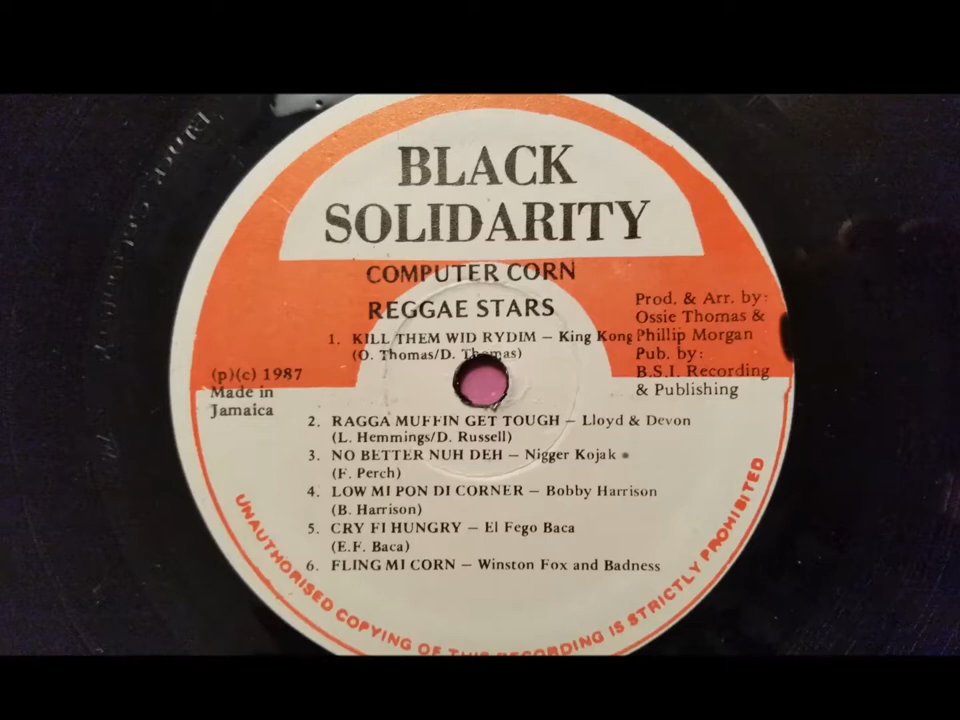 BLACK
SOLIDARITY
COMPUTER CORN
REGGAE STARS
1. KILL THEM WID RYDIM – King Kong
(O. Thomas/D. Thomas)
Prod. & Arr. by:
Ossie Thomas &
Phillip Morgan
Pub. by:
B.S.I. Recording
& Publishing
(p)(c) 1987
Made in
Jamaica
2. RAGGA MUFFIN GET TOUGH – Lloyd & Devon
(L. Hemmings/D. Russell)
3. NO BETTER NUH DEH – Nigger Kojak
(F. Perch)
4. LOW MI PON DI CORNER – Bobby Harrison
(B. Harrison)
5. CRY FI HUNGRY – El Fego Baca
(E.F. Baca)
6. FLING MI CORN – Winston Fox and Badness
UNAUTHORISED COPYING OF THIS RECORDING IS STRICTLY PROHIBITED